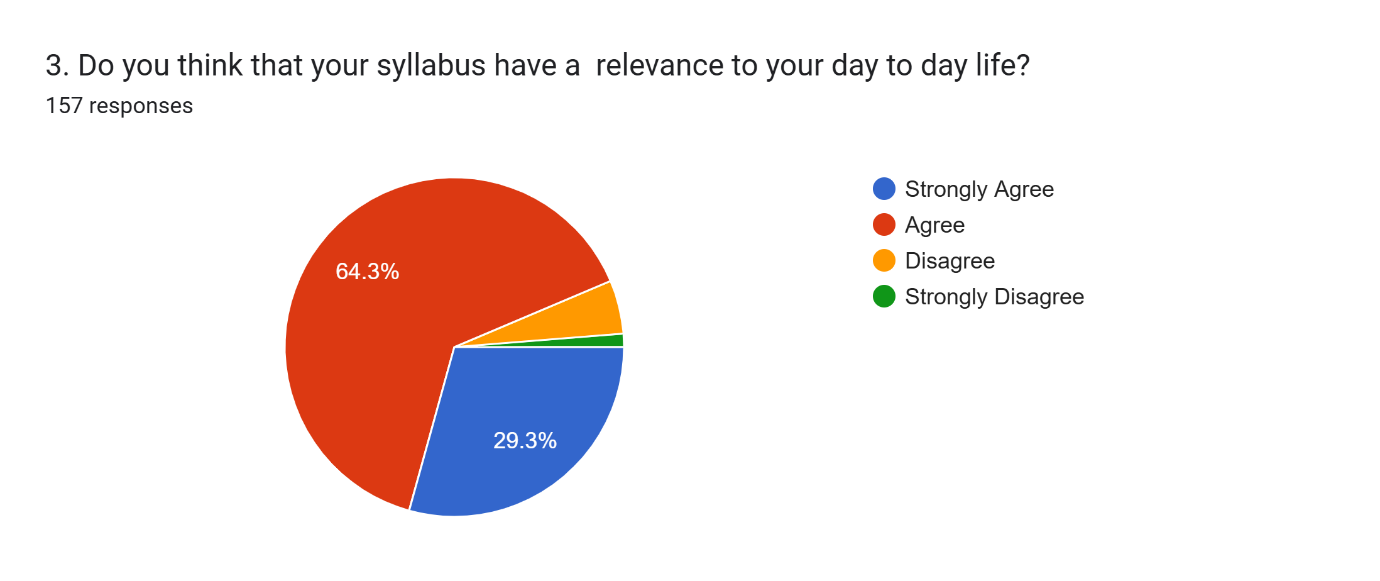 3. Do you think that your syllabus have a  relevance to your day to day life?
157 responses
Strongly Agree
Agree
Disagree
Strongly Disagree
64.3%
29.3%